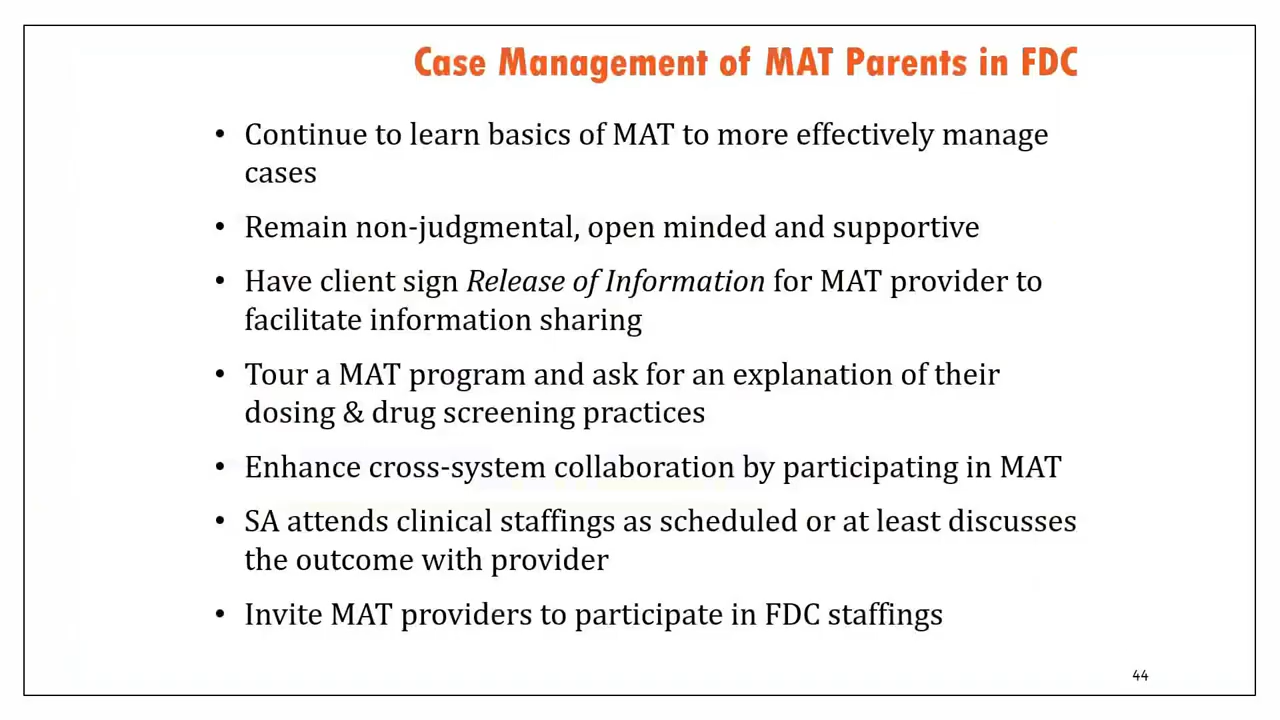 Case Management of MAT Parents in FDC
• Continue to learn basics of MAT to more effectively manage
cases
• Remain non-judgmental, open minded and supportive
• Have client sign Release of Information for MAT provider to
facilitate information sharing
• Tour a MAT program and ask for an explanation of their
dosing & drug screening practices
• Enhance cross-system collaboration by participating in MAT
• SA attends clinical staffings as scheduled or at least discusses
the outcome with provider
• Invite MAT providers to participate in FDC staffings
44